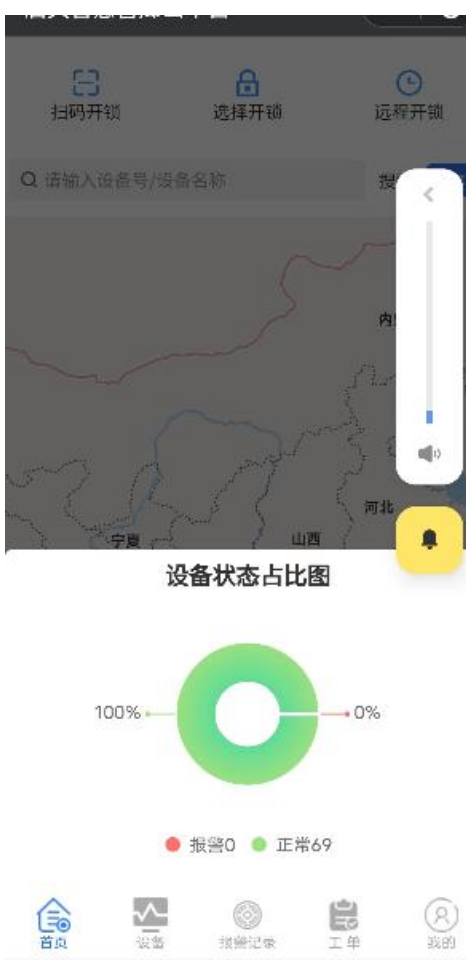 扫码开锁
选择开锁
远程开锁
请输入设备号/设备名称
搜
内
河北
宁夏
山西
设备状态占比图
100%
0%
报警0
正常69
首页
设备
报警记录
工单
我的